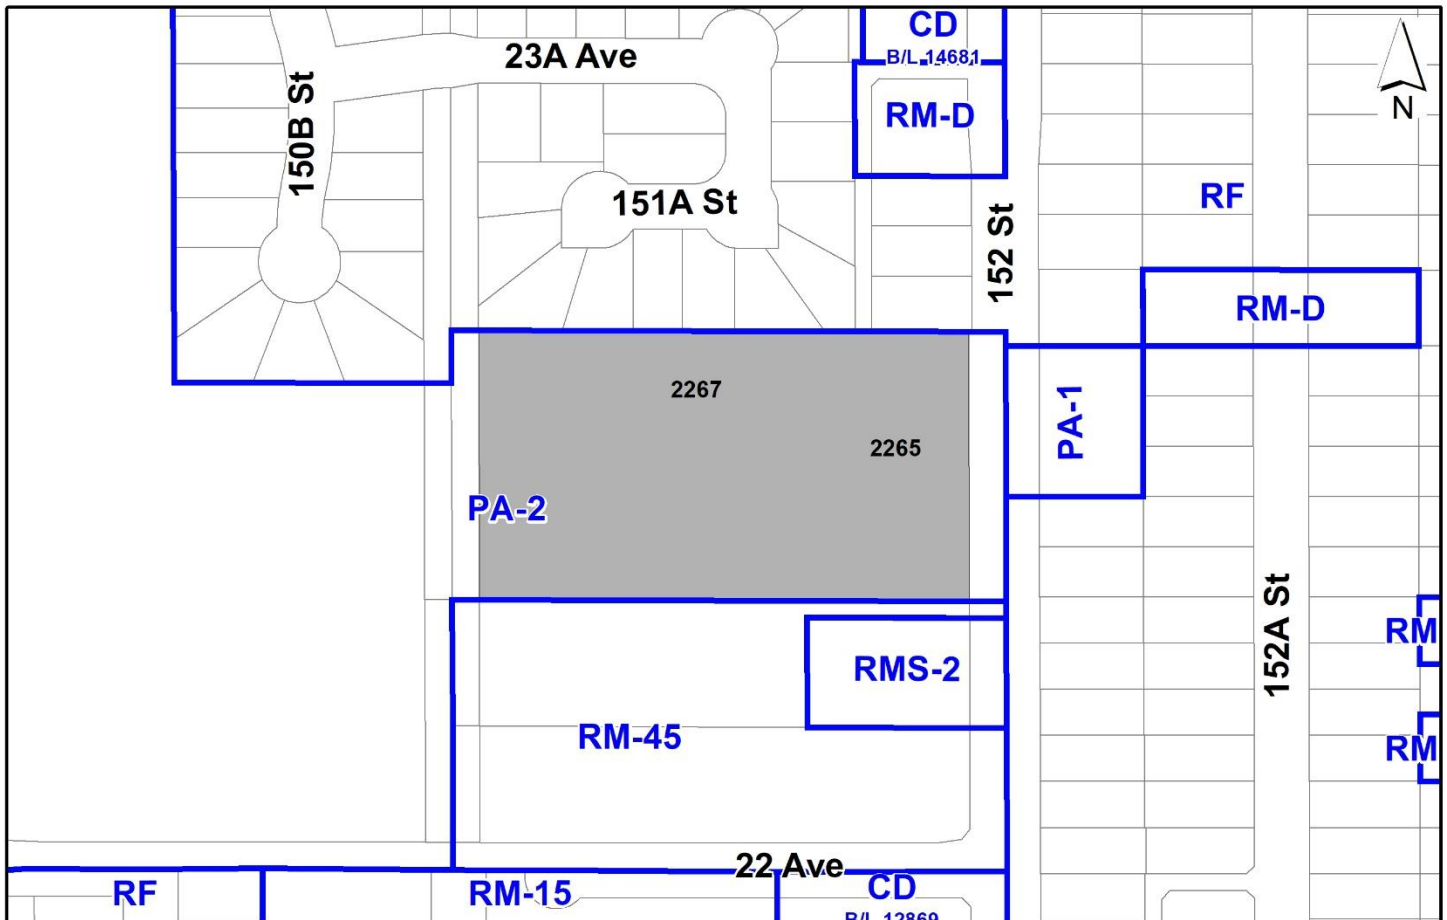 CD
B/L 14681
23A Ave
RM-D
N
150B St
151A St
RF
152 St
RM-D
2267
PA-1
2265
PA-2
152A St
RM
RMS-2
RM-45
RM
22 Ave
RF
RM-15
CD
B/L 12869